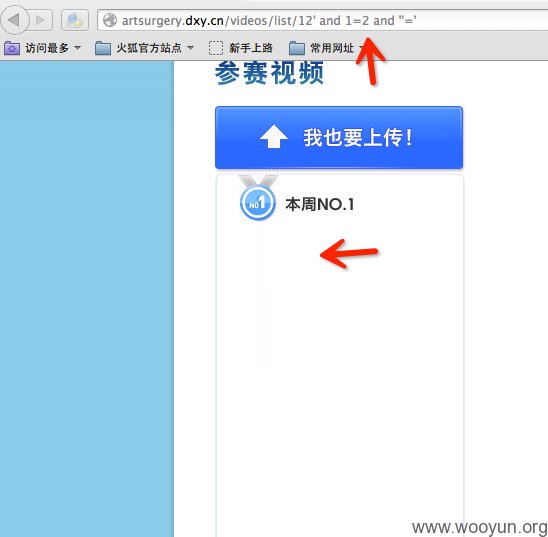 artsurgery.dxy.cn/videos/list/12' and 1=2 and ''='
访问最多 火狐官方站点 新手上路 常用网址
参赛视频
我也要上传！
NO1 本周NO.1
www.wooyun.org